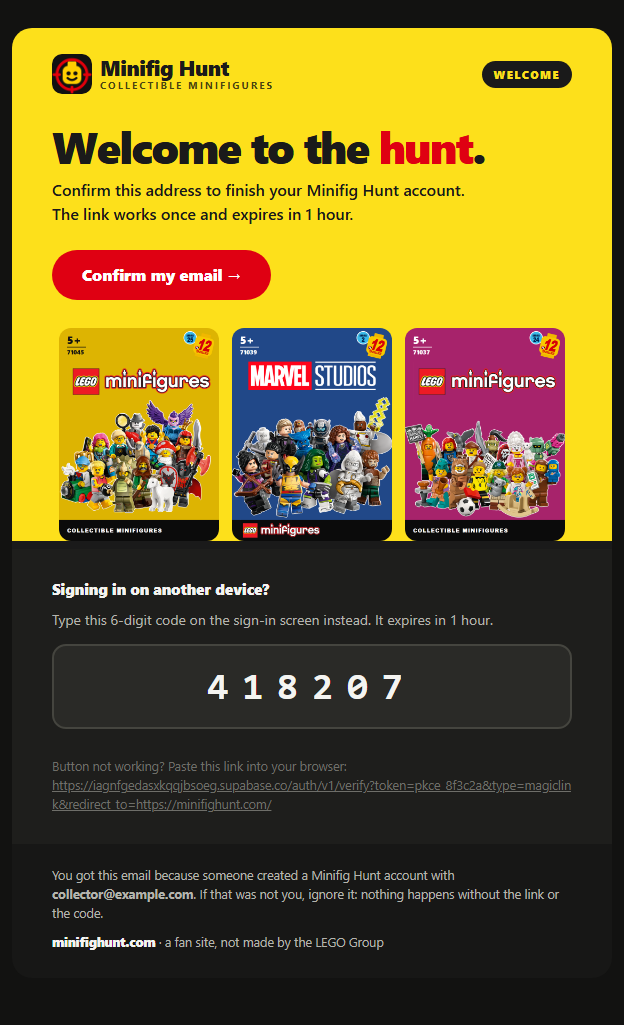 Minifig Hunt
COLLECTIBLE MINIFIGURES
WELCOME
Welcome to the hunt.
Confirm this address to finish your Minifig Hunt account.
The link works once and expires in 1 hour.
Confirm my email →
5+
71045
12
LEGO minifigures
COLLECTIBLE MINIFIGURES
5+
71039
12
MARVEL STUDIOS
LEGO minifigures
5+
71037
12
LEGO minifigures
COLLECTIBLE MINIFIGURES
Signing in on another device?
Type this 6-digit code on the sign-in screen instead. It expires in 1 hour.
418207
Button not working? Paste this link into your browser:
https://iagnfgedasxkqqjbsoeg.supabase.co/auth/v1/verify?token=pkce_8f3c2a&type=magiclin
k&redirect_to=https://minifighunt.com/
You got this email because someone created a Minifig Hunt account with
collector@example.com. If that was not you, ignore it: nothing happens without the link or
the code.
minifighunt.com · a fan site, not made by the LEGO Group